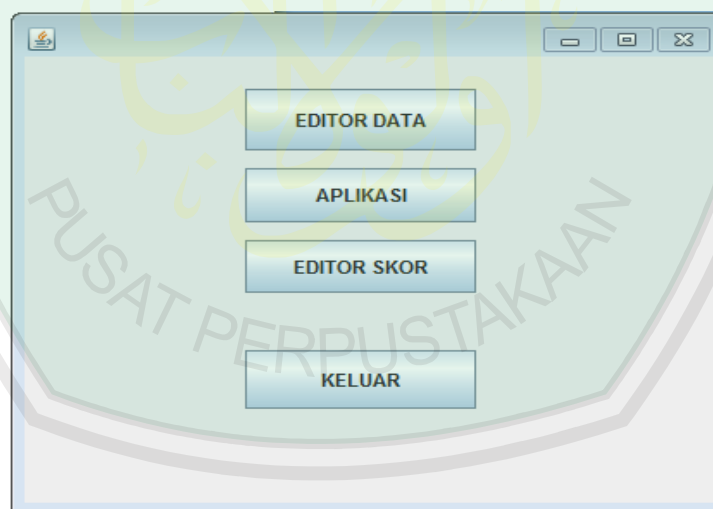 EDITOR DATA
APLIKASI
EDITOR SKOR
PUSAT PERPUSTAKAAN
KELUAR